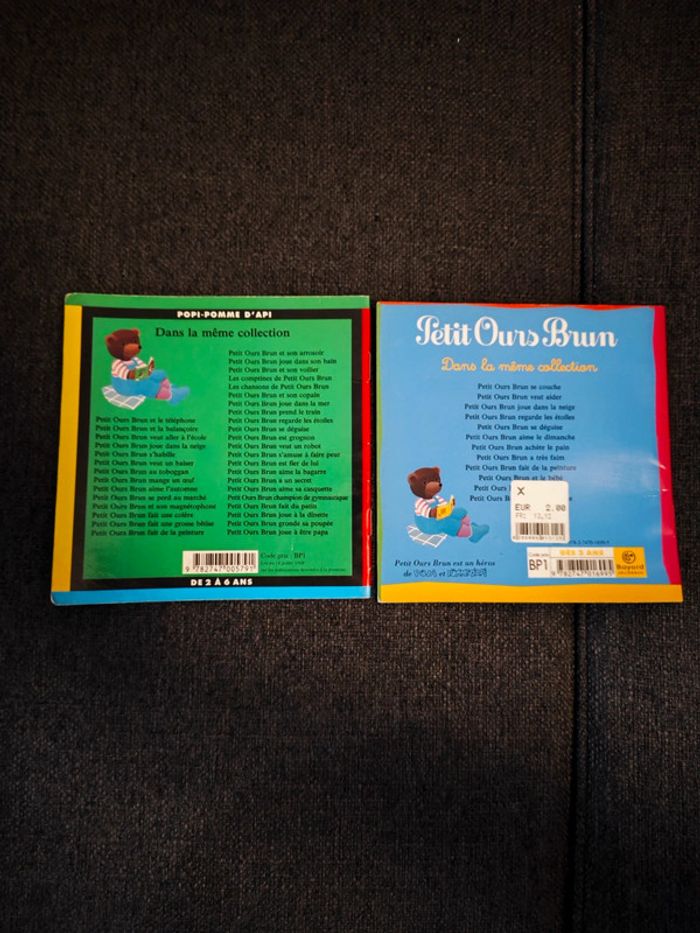 POPI-POMME D'API
Dans la même collection
Petit Ours Brun et son arrosoir
Petit Ours Brun joue dans son bain
Petit Ours Brun et son voilier
Les comptines de Petit Ours Brun
Les chansons de Petit Ours Brun
Petit Ours Brun et son copain
Petit Ours Brun joue dans la mer
Petit Ours Brun prend le train
Petit Ours Brun et le téléphone
Petit Ours Brun et la balançoire
Petit Ours Brun veut aller à l'école
Petit Ours Brun joue dans la neige
Petit Ours Brun s'habille
Petit Ours Brun veut un baiser
Petit Ours Brun au toboggan
Petit Ours Brun mange un œuf
Petit Ours Brun aime l'automne
Petit Ours Brun se perd au marché
Petit Ours Brun et son magnétophone
Petit Ours Brun fait une colère
Petit Ours Brun fait une grosse bêtise
Petit Ours Brun fait de la peinture
Petit Ours Brun regarde les étoiles
Petit Ours Brun se déguise
Petit Ours Brun est grognon
Petit Ours Brun veut un robot
Petit Ours Brun s'amuse à faire peur
Petit Ours Brun est fier de lui
Petit Ours Brun aime la bagarre
Petit Ours Brun a un secret
Petit Ours Brun aime sa casquette
Petit Ours Brun champion de gymnastique
Petit Ours Brun fait du patin
Petit Ours Brun joue à la dînette
Petit Ours Brun gronde sa poupée
Petit Ours Brun joue à être papa
Code prix : BP1
9 782747 005791
DE 2 À 6 ANS
Petit Ours Brun
Dans la même collection
Petit Ours Brun se couche
Petit Ours Brun veut aider
Petit Ours Brun joue dans la neige
Petit Ours Brun regarde les étoiles
Petit Ours Brun se déguise
Petit Ours Brun aime le dimanche
Petit Ours Brun achète le pain
Petit Ours Brun a très faim
Petit Ours Brun fait de la peinture
Petit Ours Brun et le bébé
Petit Ours B
Petit Ours
X
EUR 2.00
Petit Ours Brun est un héros
de POPI et
Code prix
BP1
DÈS 3 ANS
9 782747 016995
Bayard